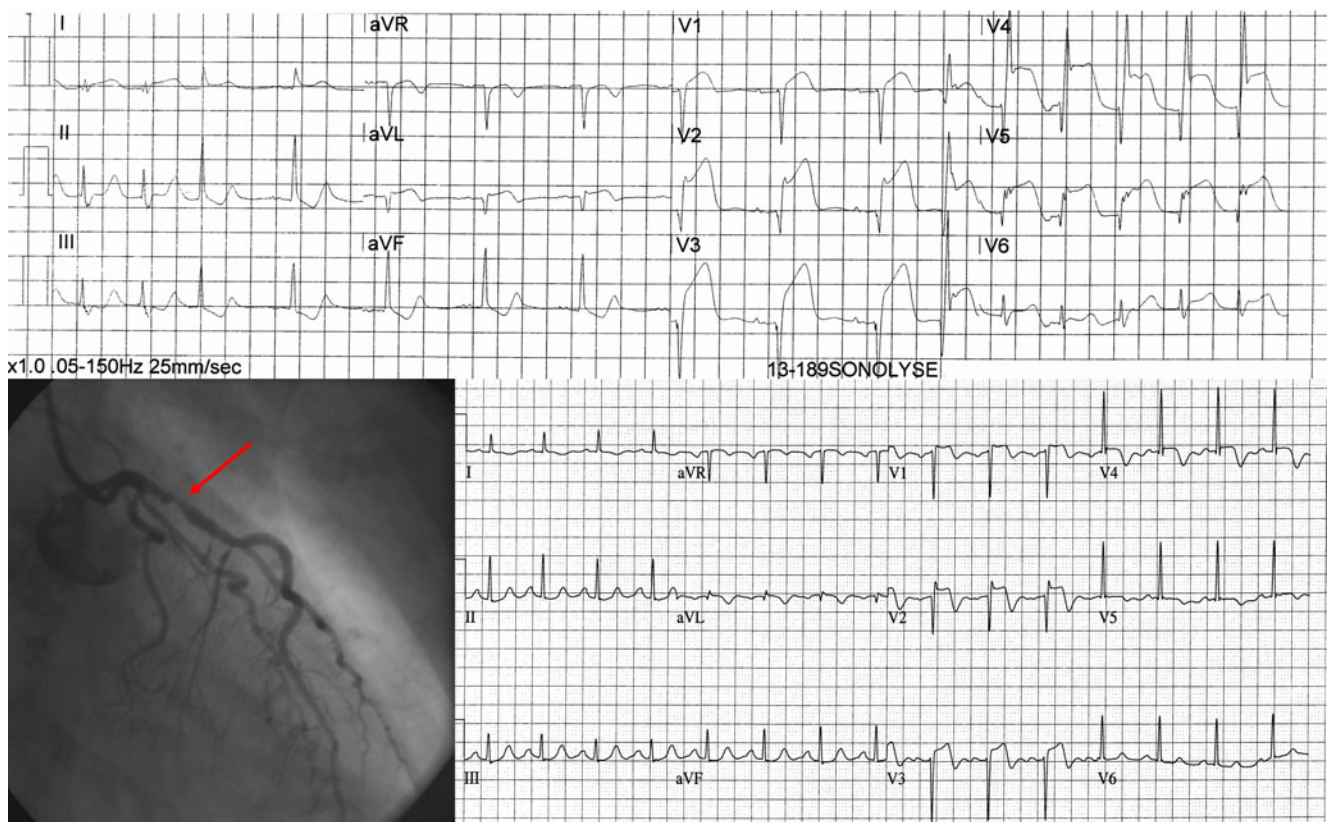 I aVR V1 V4
II aVL V2 V5
III aVF V3 V6
x1.0 .05-150Hz 25mm/sec 13-189SONOLYSE
I aVR V1 V4
II aVL V2 V5
III aVF V3 V6